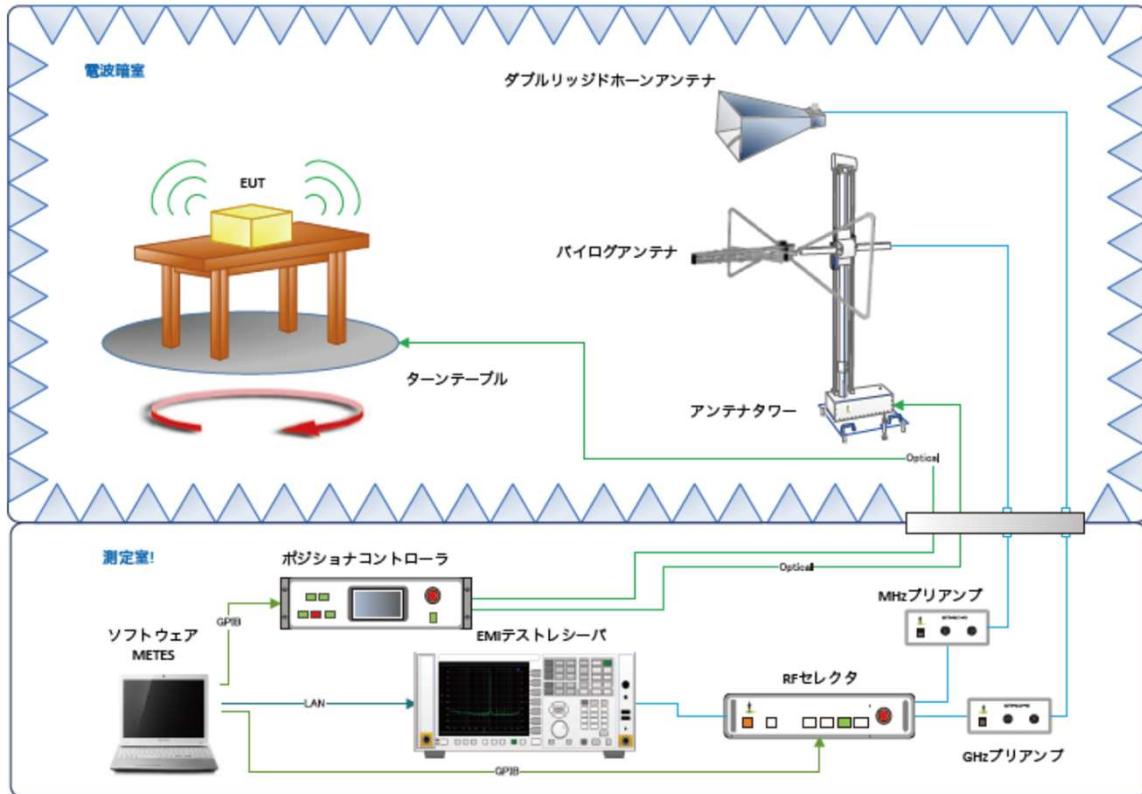 電波暗室
ダブルリッジドホーンアンテナ
EUT
バイログアンテナ
ターンテーブル
アンテナタワー
Optical
測定室!
ポジショナコントローラ
Optical
MHzプリアンプ
GPIB
ソフトウェア
METES
EMIテストレシーバ
RFセレクタ
LAN
GPIB
GHzプリアンプ